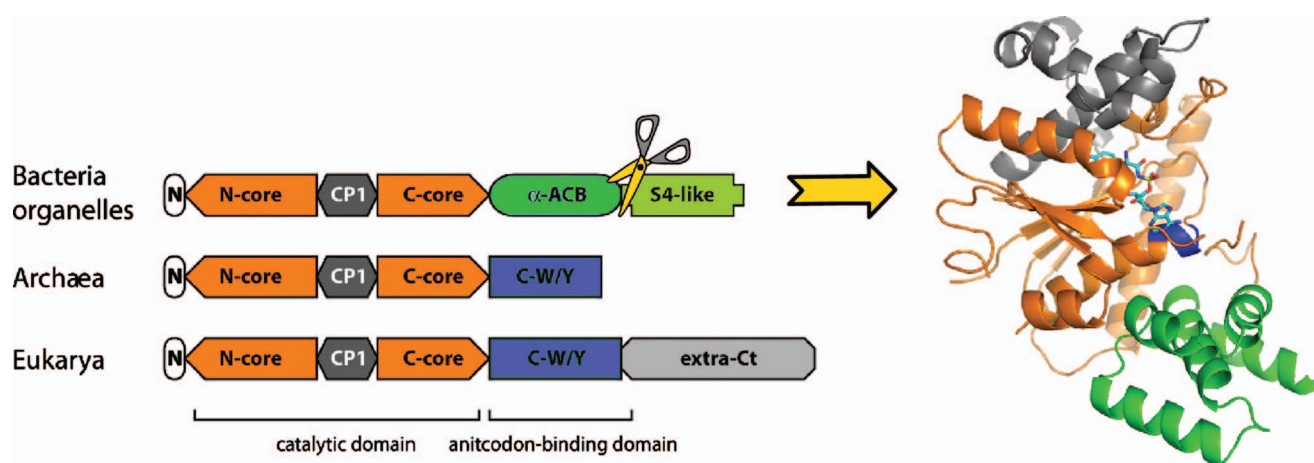 Bacteria
organelles
N N-core CP1 C-core α-ACB S4-like
Archaea
N N-core CP1 C-core C-W/Y
Eukarya
N N-core CP1 C-core C-W/Y extra-Ct
catalytic domain
anitcodon-binding domain